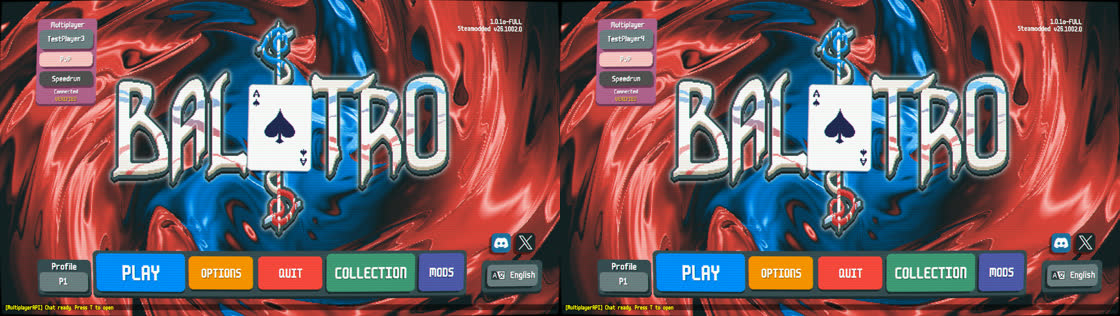 Multiplayer
TestPlayer3
PvP
Speedrun
Connected
1.0.1o-FULL
Steamodded v26.1002.0
BALATRO
A
A
Profile
P1
PLAY
OPTIONS
QUIT
COLLECTION
MODS
English
[MultiplayerAPI] Chat ready. Press T to open
Multiplayer
TestPlayer4
PvP
Speedrun
Connected
1.0.1o-FULL
Steamodded v26.1002.0
BALATRO
A
A
Profile
P1
PLAY
OPTIONS
QUIT
COLLECTION
MODS
English
[MultiplayerAPI] Chat ready. Press T to open